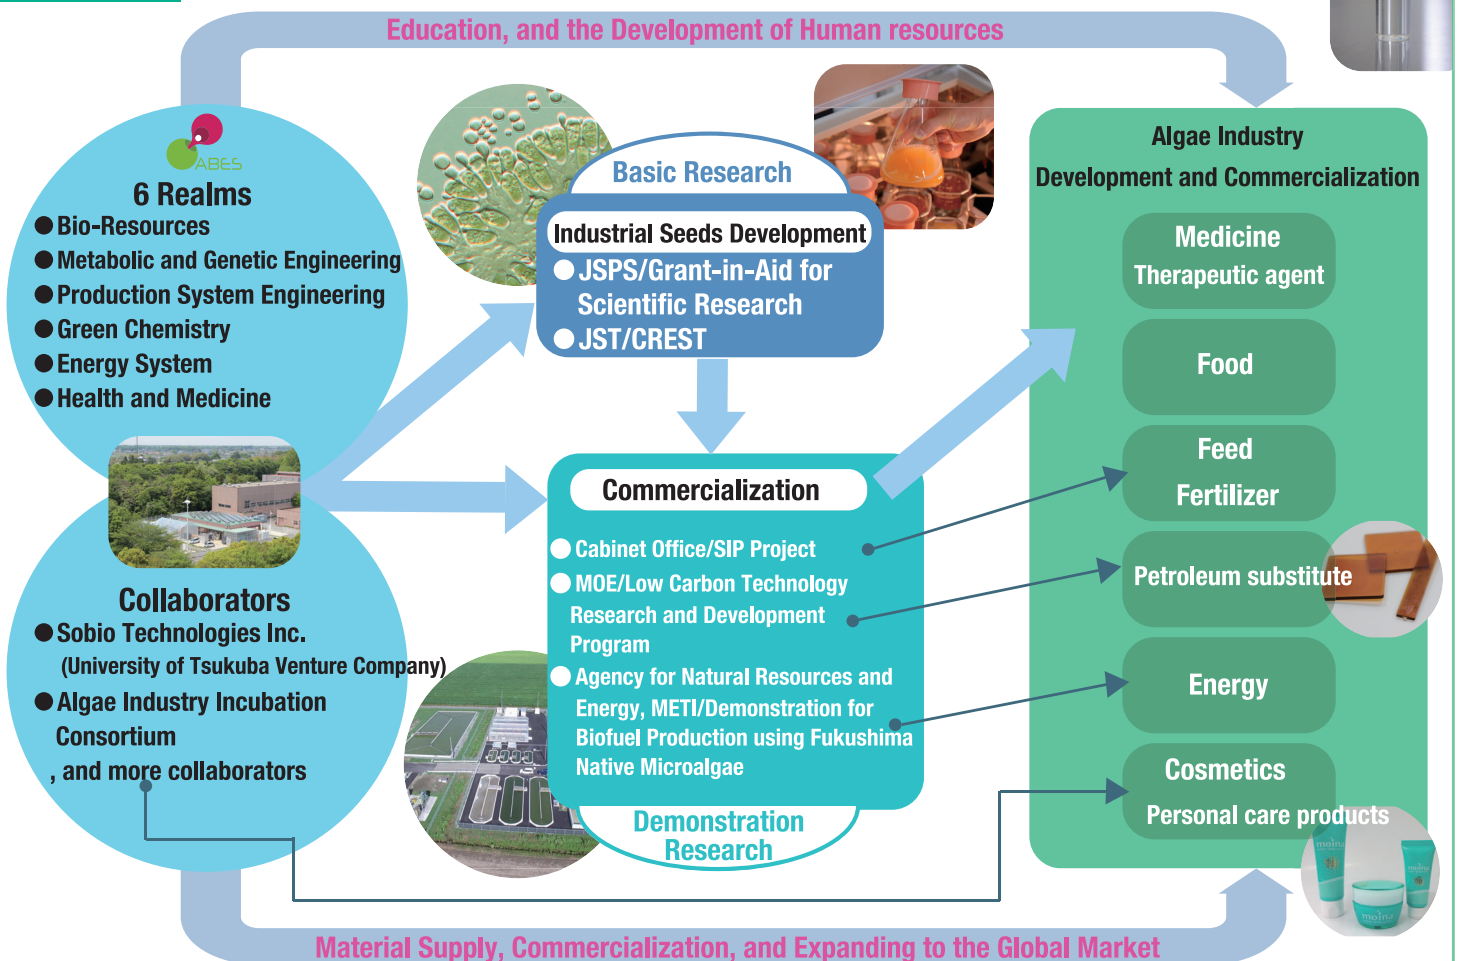 Education, and the Development of Human resources
ABES
6 Realms
● Bio-Resources
● Metabolic and Genetic Engineering
● Production System Engineering
● Green Chemistry
● Energy System
● Health and Medicine
Collaborators
● Sobio Technologies Inc.
(University of Tsukuba Venture Company)
● Algae Industry Incubation
Consortium
, and more collaborators
Basic Research
Industrial Seeds Development
● JSPS/Grant-in-Aid for
Scientific Research
● JST/CREST
Commercialization
● Cabinet Office/SIP Project
● MOE/Low Carbon Technology
Research and Development
Program
● Agency for Natural Resources and
Energy, METI/Demonstration for
Biofuel Production using Fukushima
Native Microalgae
Demonstration
Research
Algae Industry
Development and Commercialization
Medicine
Therapeutic agent
Food
Feed
Fertilizer
Petroleum substitute
Energy
Cosmetics
Personal care products
moina
moina
moina
Material Supply, Commercialization, and Expanding to the Global Market